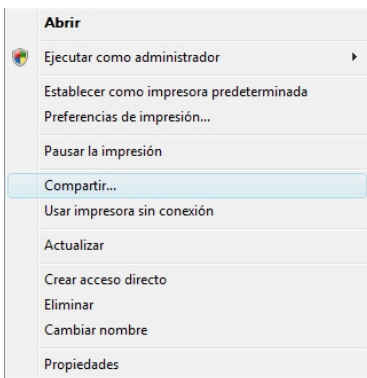 Abrir
Ejecutar como administrador
Establecer como impresora predeterminada
Preferencias de impresión...
Pausar la impresión
Compartir...
Usar impresora sin conexión
Actualizar
Crear acceso directo
Eliminar
Cambiar nombre
Propiedades